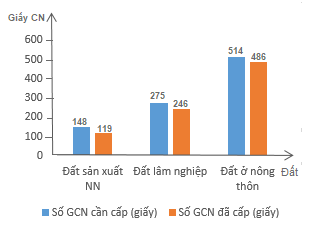 Giấy CN
600
500
400
300
200
100
0
148
119
275
246
514
486
Đất sản xuất NN
Đất lâm nghiệp
Đất ở nông thôn
Đất
Số GCN cần cấp (giấy)
Số GCN đã cấp (giấy)